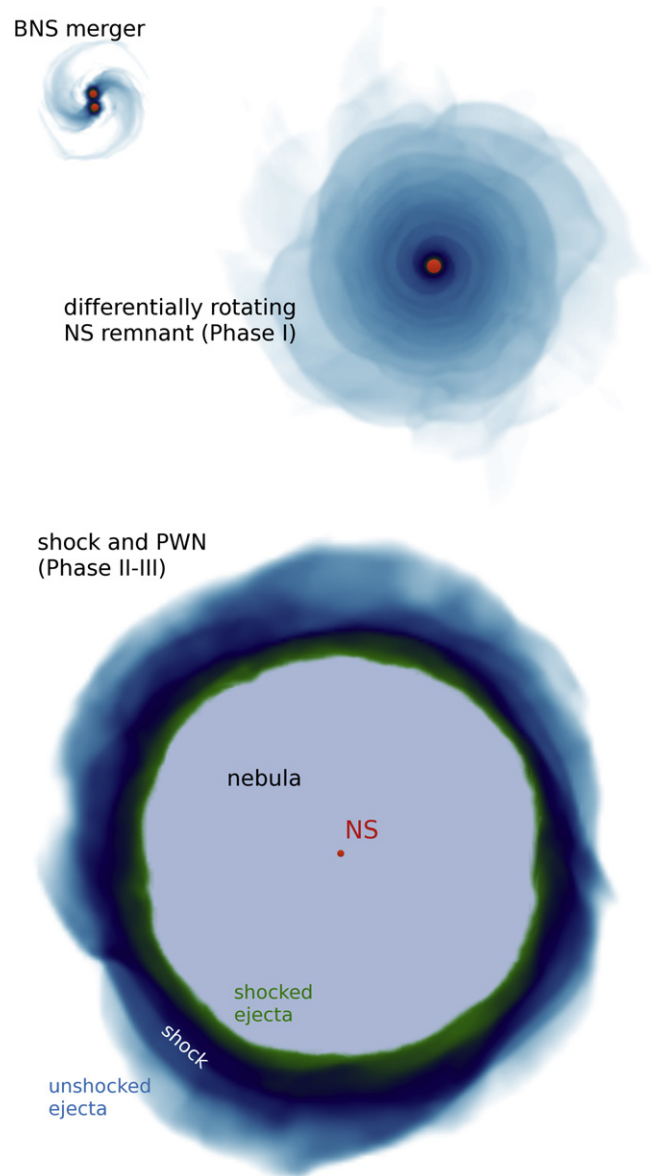 BNS merger
differentially rotating
NS remnant (Phase I)
shock and PWN
(Phase II-III)
nebula
NS
shocked
ejecta
shock
unshocked
ejecta